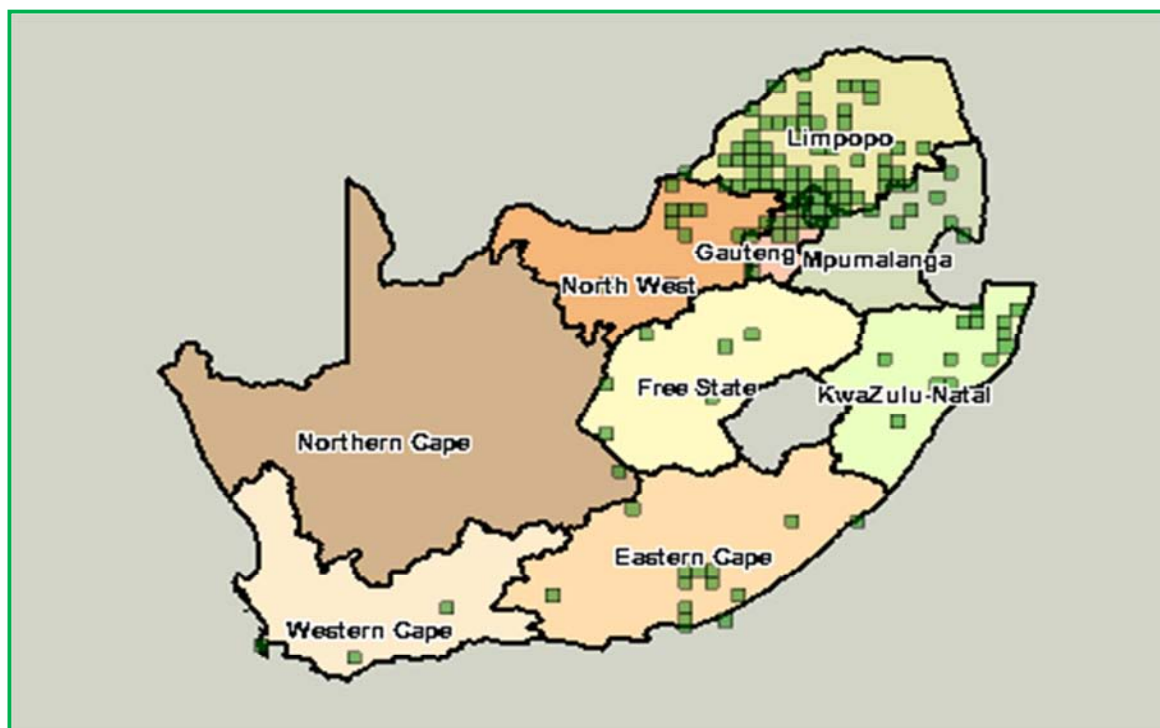 Limpopo
Gauteng
Mpumalanga
North West
Free State
KwaZulu-Natal
Northern Cape
Eastern Cape
Western Cape